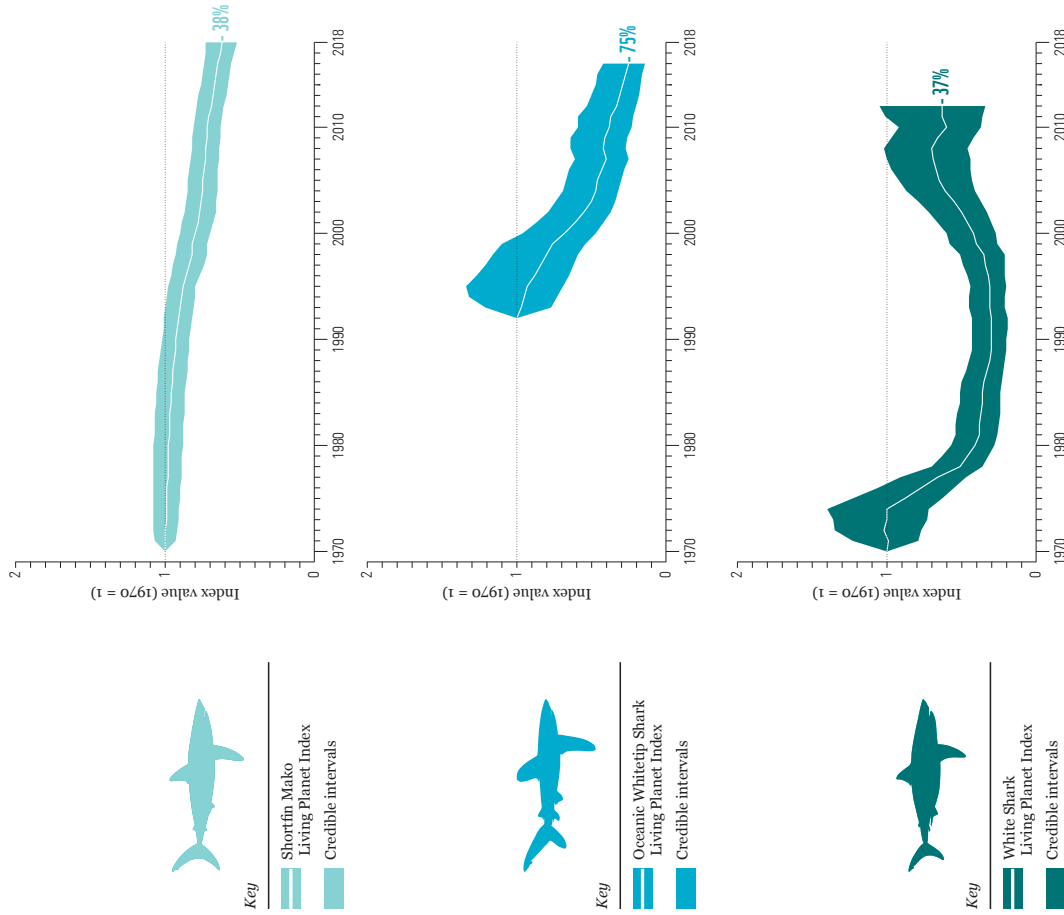 Key
Shortfin Mako
Living Planet Index
Credible intervals
Index value (1970 = 1)
2
1
0
1970
1980
1990
2000
2010
2018
- 38%
Key
Oceanic Whitetip Shark
Living Planet Index
Credible intervals
Index value (1970 = 1)
2
1
0
1970
1980
1990
2000
2010
2018
- 75%
Key
White Shark
Living Planet Index
Credible intervals
Index value (1970 = 1)
2
1
0
1970
1980
1990
2000
2010
2018
- 37%